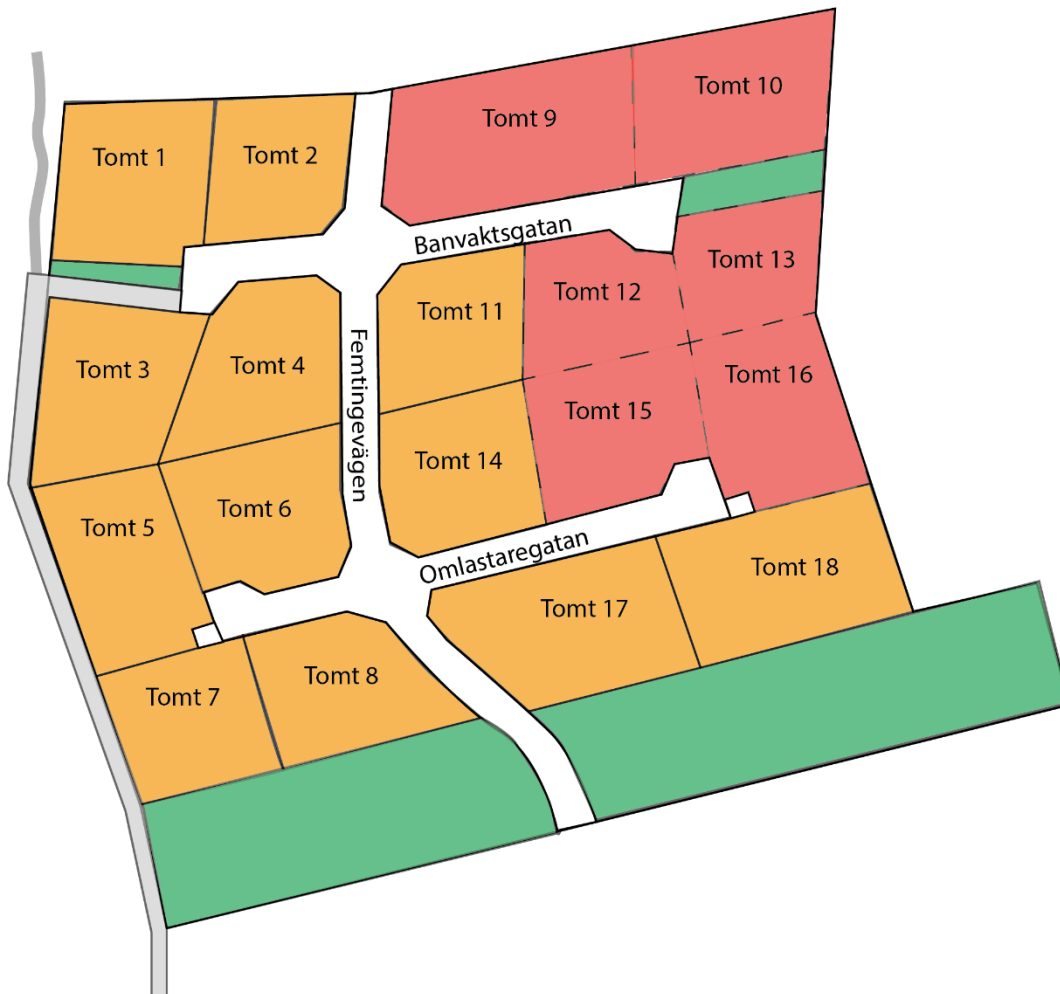 Tomt 10
Tomt 9
Tomt 1
Tomt 2
Banvaktsgatan
Tomt 13
Tomt 12
Tomt 11
Femtingevägen
Tomt 3
Tomt 4
Tomt 16
Tomt 15
Tomt 14
Tomt 5
Tomt 6
Omlastaregatan
Tomt 18
Tomt 17
Tomt 7
Tomt 8